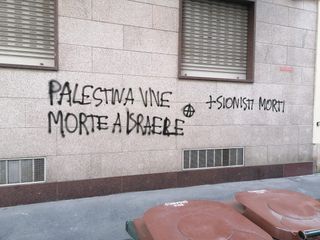 PALESTINA VIVE
MORTE A ISRAELE
+SIONISTI MORTI